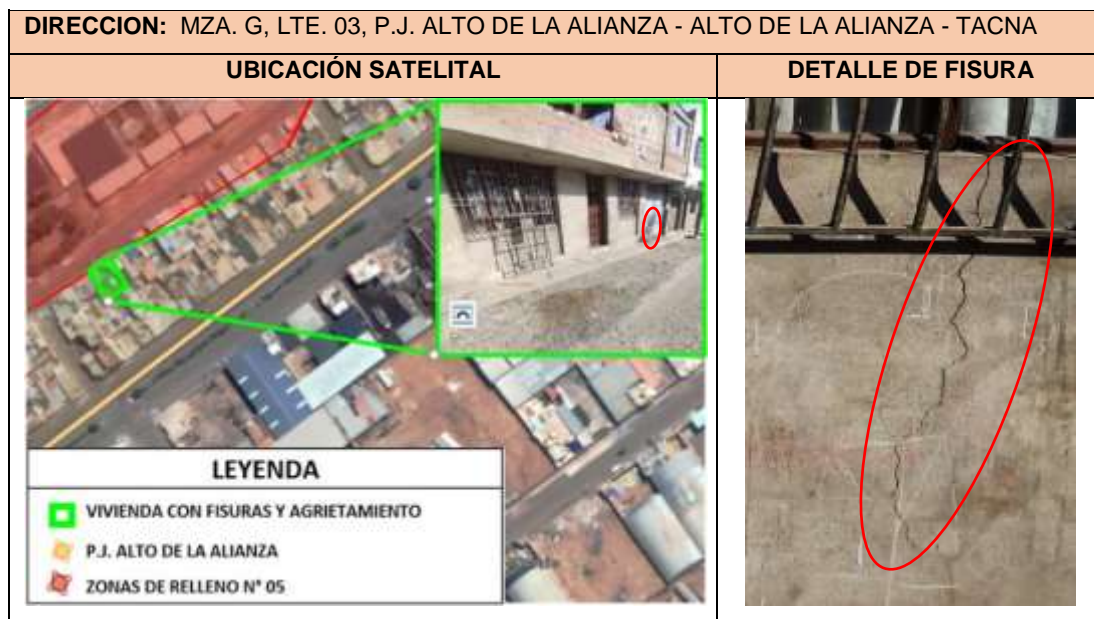 DIRECCION: MZA. G, LTE. 03, P.J. ALTO DE LA ALIANZA - ALTO DE LA ALIANZA - TACNA
UBICACIÓN SATELITAL
DETALLE DE FISURA
LEYENDA
VIVIENDA CON FISURAS Y AGRIETAMIENTO
P.J. ALTO DE LA ALIANZA
ZONAS DE RELLENO N° 05